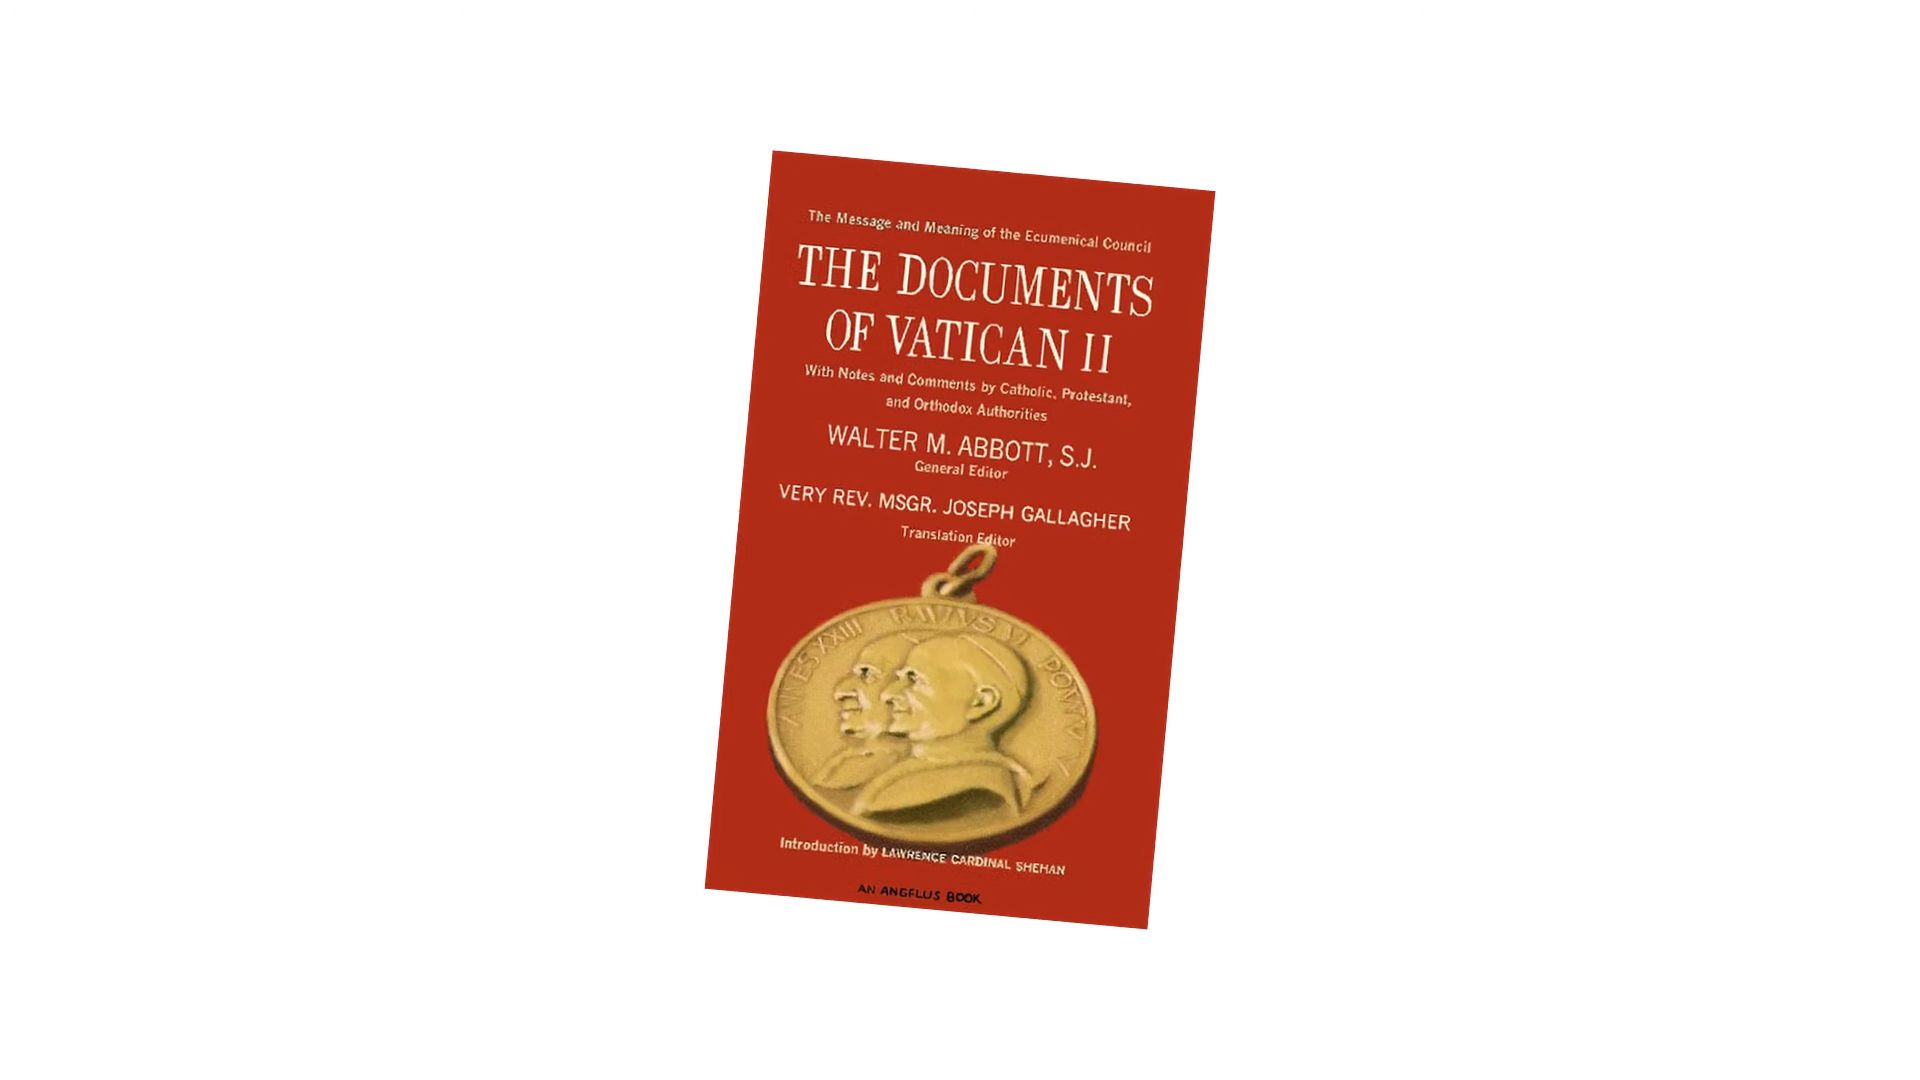 The Message and Meaning of the Ecumenical Council
THE DOCUMENTS
OF VATICAN II
With Notes and Comments by Catholic, Protestant,
and Orthodox Authorities
WALTER M. ABBOTT, S.J.
General Editor
VERY REV. MSGR. JOSEPH GALLAGHER
Translation Editor
XXIII
Introduction by LAWRENCE CARDINAL SHEHAN
AN ANGELUS BOOK